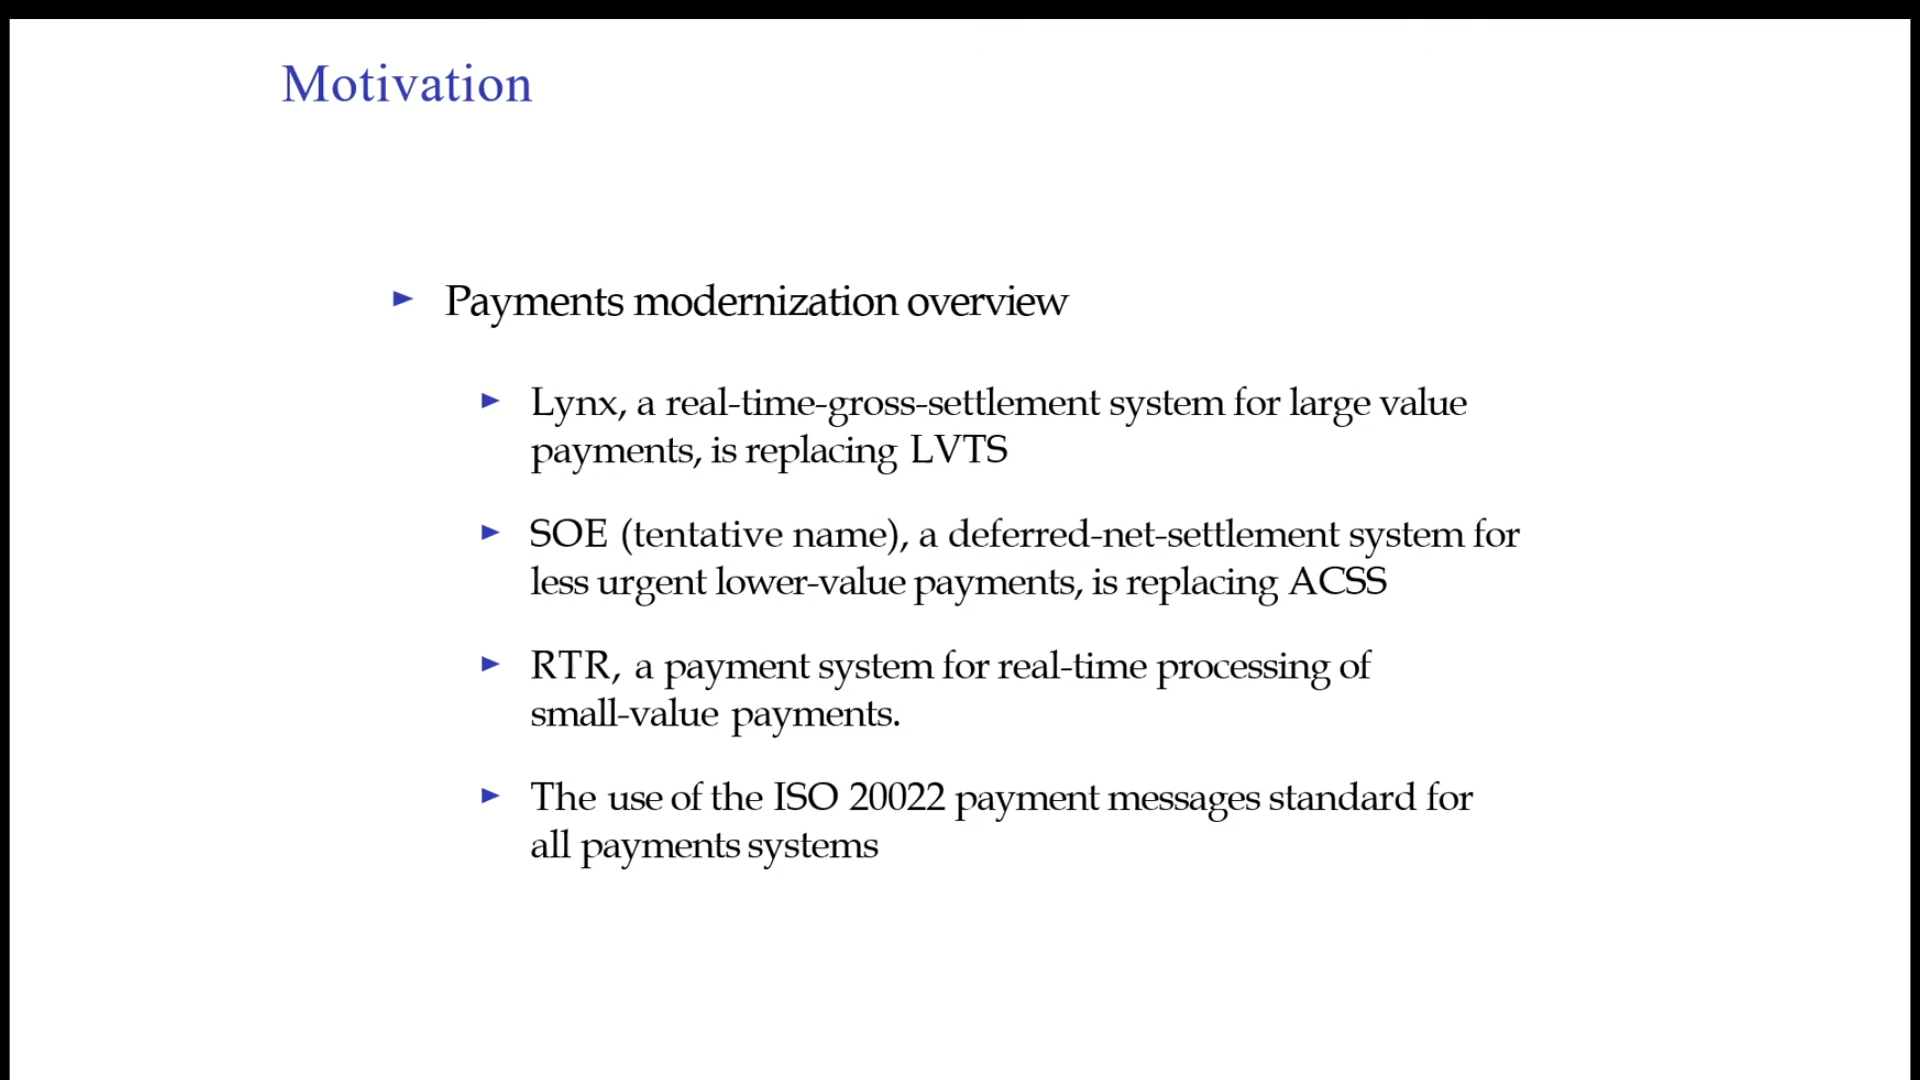 Motivation
Payments modernization overview
Lynx, a real-time-gross-settlement system for large value
payments, is replacing LVTS
SOE (tentative name), a deferred-net-settlement system for
less urgent lower-value payments, is replacing ACSS
RTR, a payment system for real-time processing of
small-value payments.
The use of the ISO 20022 payment messages standard for
all payments systems